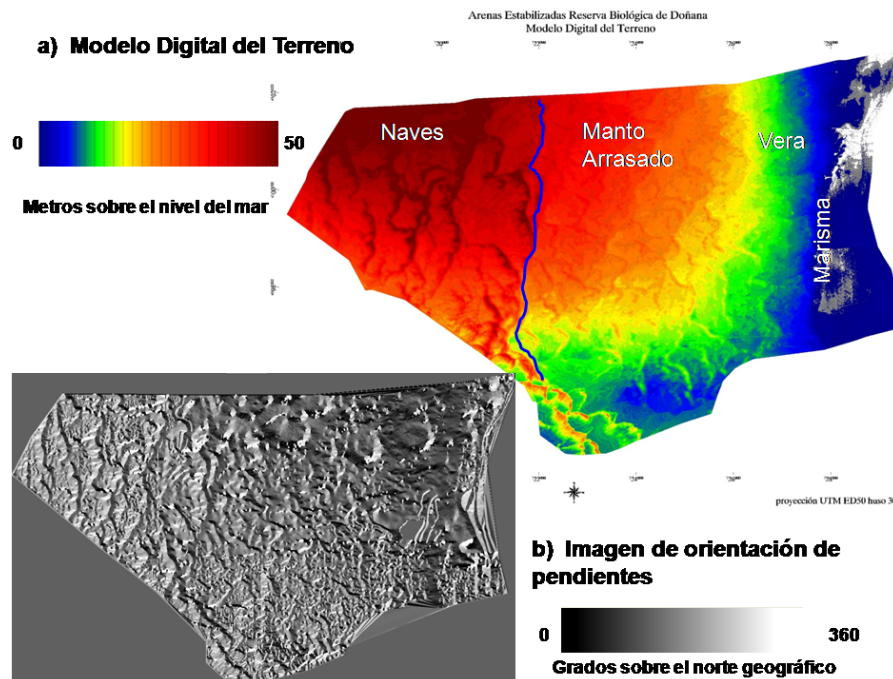 Arenas Estabilizadas Reserva Biológica de Doñana
Modelo Digital del Terreno
a) Modelo Digital del Terreno
0
50
Metros sobre el nivel del mar
Naves
Manto
Arrasado
Vera
Marisma
proyección UTM ED50 huso 30
b) Imagen de orientación de
pendientes
0
360
Grados sobre el norte geográfico